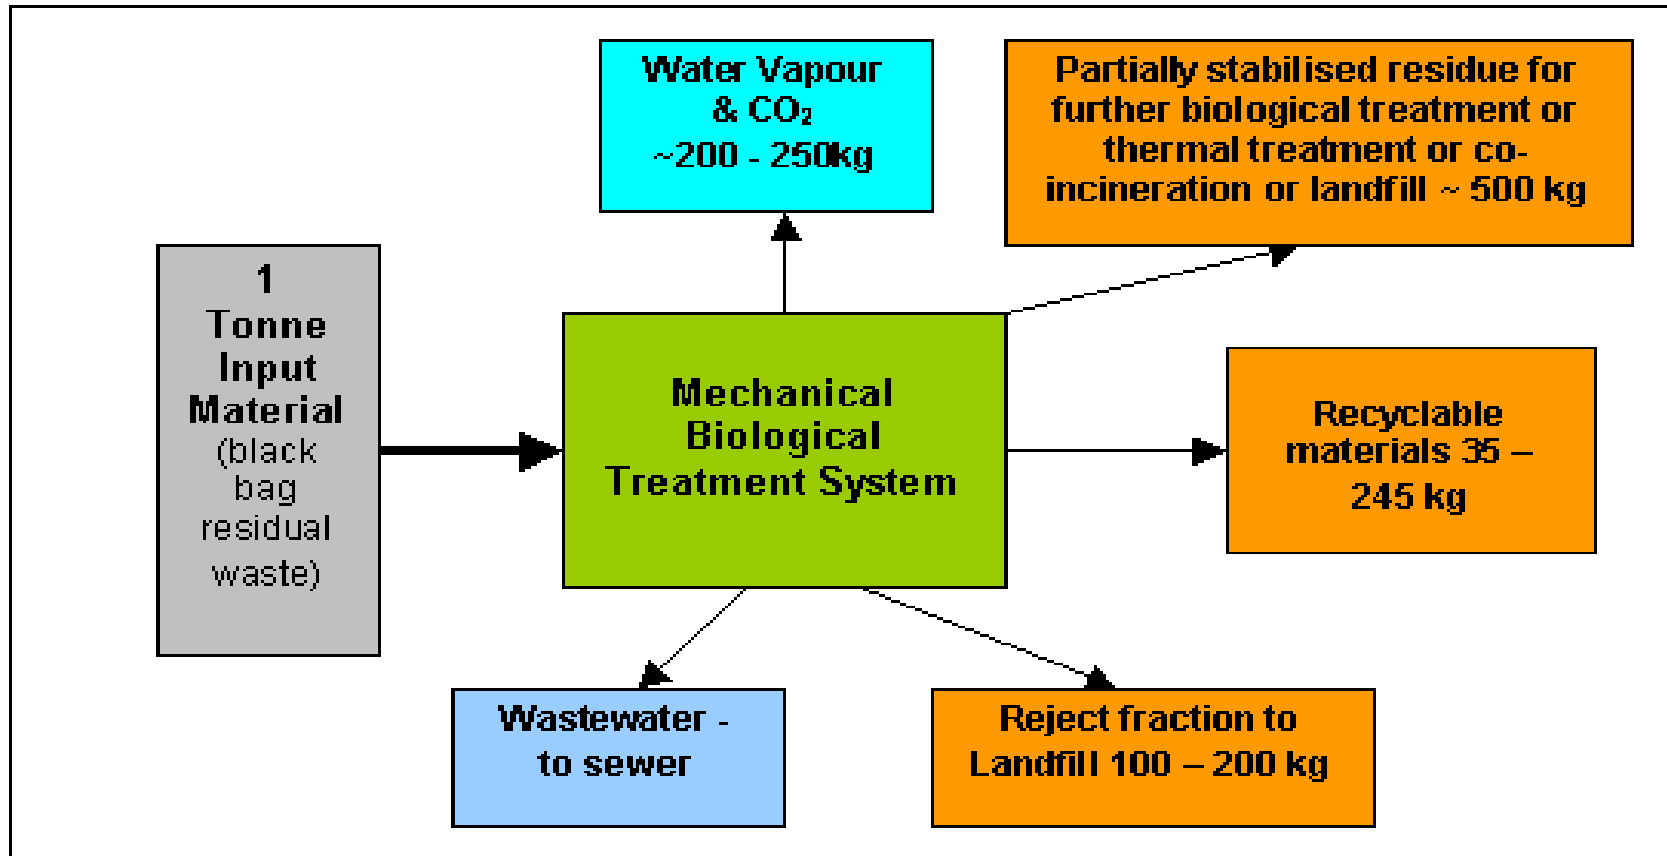 Water Vapour
& CO₂
~200 - 250kg
Partially stabilised residue for
further biological treatment or
thermal treatment or co-
incineration or landfill ~ 500 kg
1
Tonne
Input
Material
(black
bag
residual
waste)
Mechanical
Biological
Treatment System
Recyclable
materials 35 –
245 kg
Wastewater -
to sewer
Reject fraction to
Landfill 100 – 200 kg